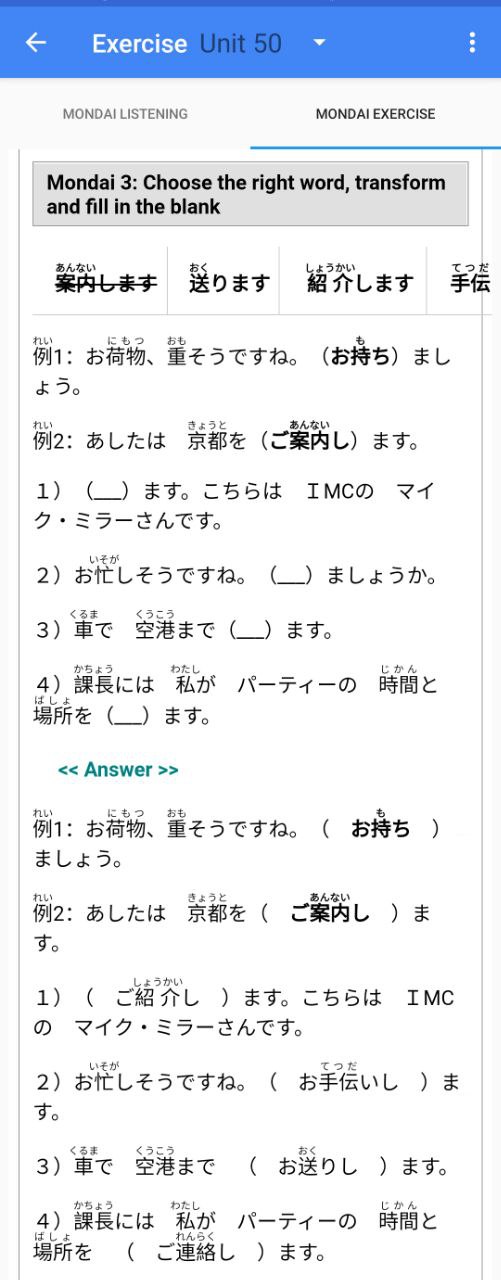 Exercise Unit 50
MONDAI LISTENING MONDAI EXERCISE
Mondai 3: Choose the right word, transform
and fill in the blank
あんない おく しょうかい てつだ
案内します 送ります 紹介します 手伝
れい にもつ おも も
例1：お荷物、重そうですね。（お持ち）まし
ょう。
れい きょうと あんない
例2：あしたは 京都を（ご案内し）ます。
１）（___）ます。こちらは ＩＭＣの マイ
ク・ミラーさんです。
いそが
２）お忙しそうですね。（___）ましょうか。
くるま くうこう
３）車で 空港まで（___）ます。
かちょう わたし じかん
４）課長には 私が パーティーの 時間と
ばしょ
場所を（___）ます。
<< Answer >>
れい にもつ おも も
例1：お荷物、重そうですね。（ お持ち ）
ましょう。
れい きょうと あんない
例2：あしたは 京都を（ ご案内し ）ま
す。
しょうかい
１）（ ご紹介し ）ます。こちらは ＩＭＣ
の マイク・ミラーさんです。
いそが てつだ
２）お忙しそうですね。（ お手伝いし ）ま
す。
くるま くうこう おく
３）車で 空港まで （ お送りし ）ます。
かちょう わたし じかん
４）課長には 私が パーティーの 時間と
ばしょ れんらく
場所を （ ご連絡し ）ます。